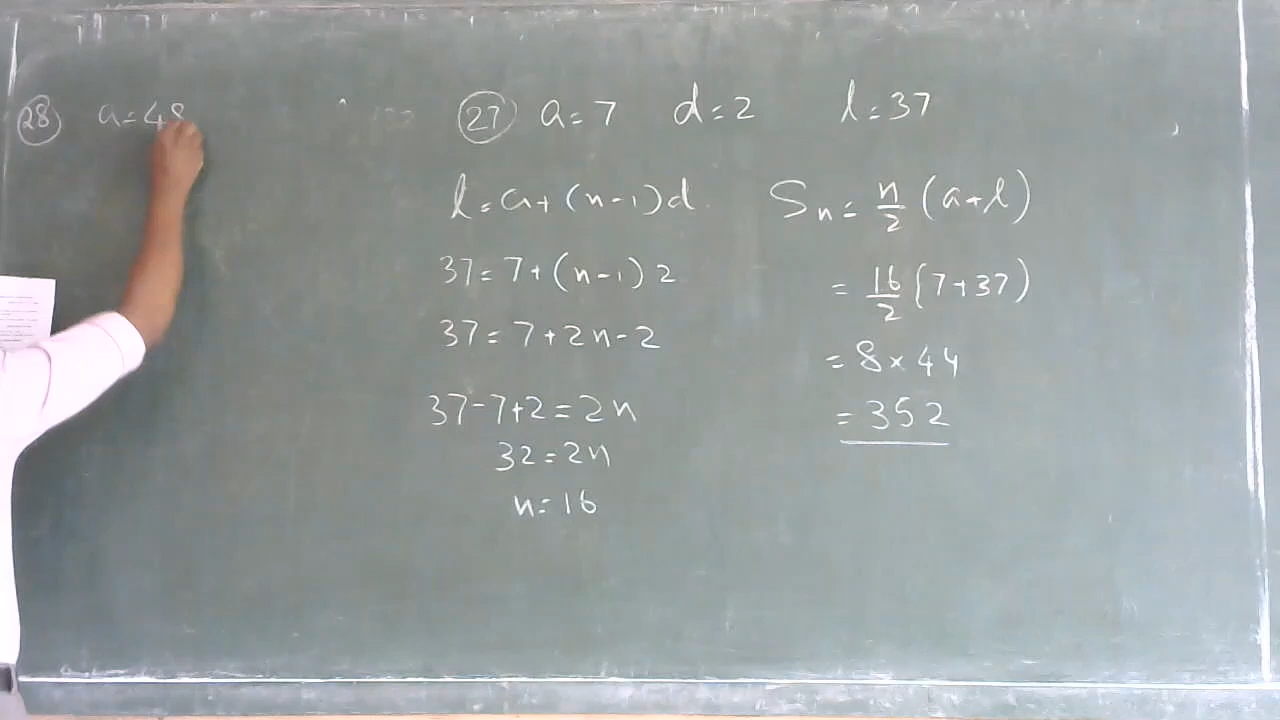 28 a=48
27 a=7 d=2 l=37
l=a+(n-1)d
37=7+(n-1)2
37=7+2n-2
37-7+2=2n
32=2n
n=16
Sn=n/2(a+l)
=16/2(7+37)
=8×44
=352